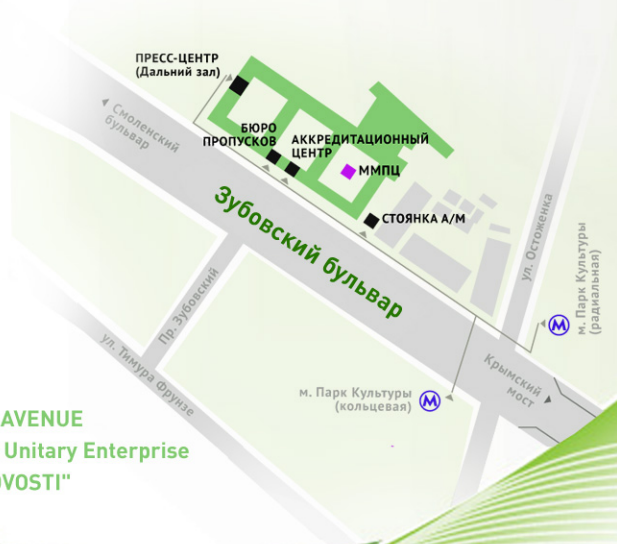 ПРЕСС-ЦЕНТР
(Дальний зал)
Смоленский
бульвар
БЮРО
ПРОПУСКОВ
АККРЕДИТАЦИОННЫЙ
ЦЕНТР
ММПЦ
СТОЯНКА А/М
Зубовский бульвар
ул. Остоженка
м. Парк Культуры
(радиальная)
М
Пр. Зубовский
ул. Тимура Фрунзе
Крымский
мост
м. Парк Культуры
(кольцевая)
М
AVENUE
Unitary Enterprise
OVOSTI"